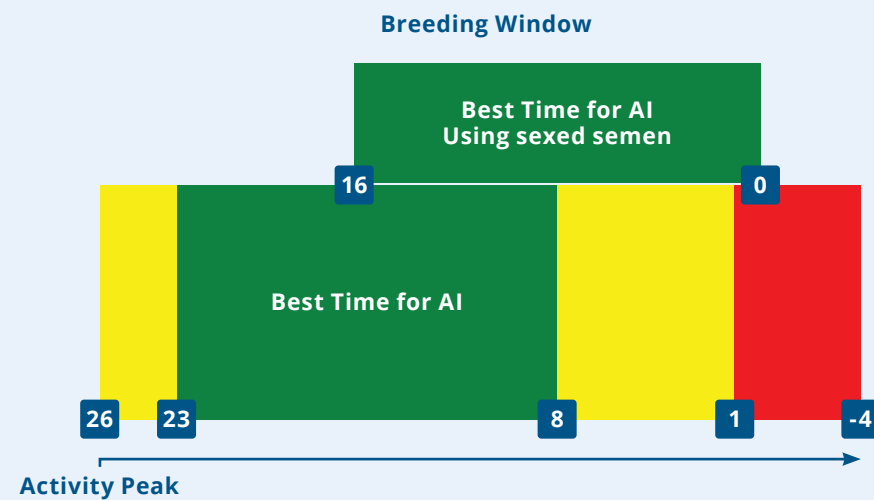 Breeding Window
Best Time for AI
Using sexed semen
16
0
Best Time for AI
26
23
8
1
-4
Activity Peak